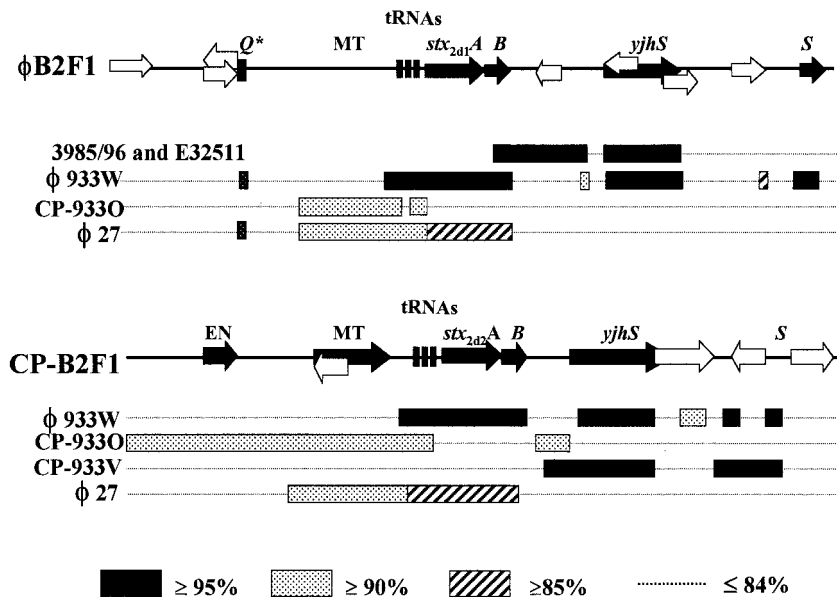 tRNAs
Q* MT stx2d1A B yjhS S
ϕB2F1
3985/96 and E32511
ϕ 933W
CP-933O
ϕ 27
tRNAs
EN MT stx2d2A B yjhS S
CP-B2F1
ϕ 933W
CP-933O
CP-933V
ϕ 27
≥ 95% ≥ 90% ≥85% ≤ 84%